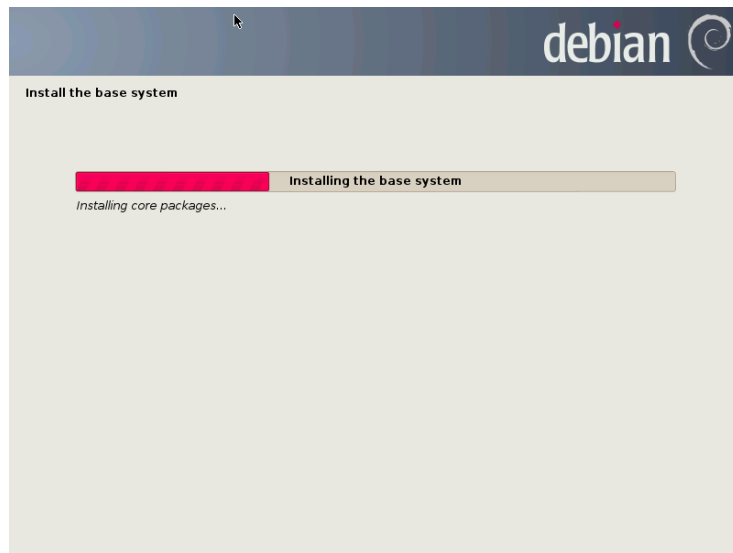 debian
Install the base system
Installing the base system
Installing core packages...